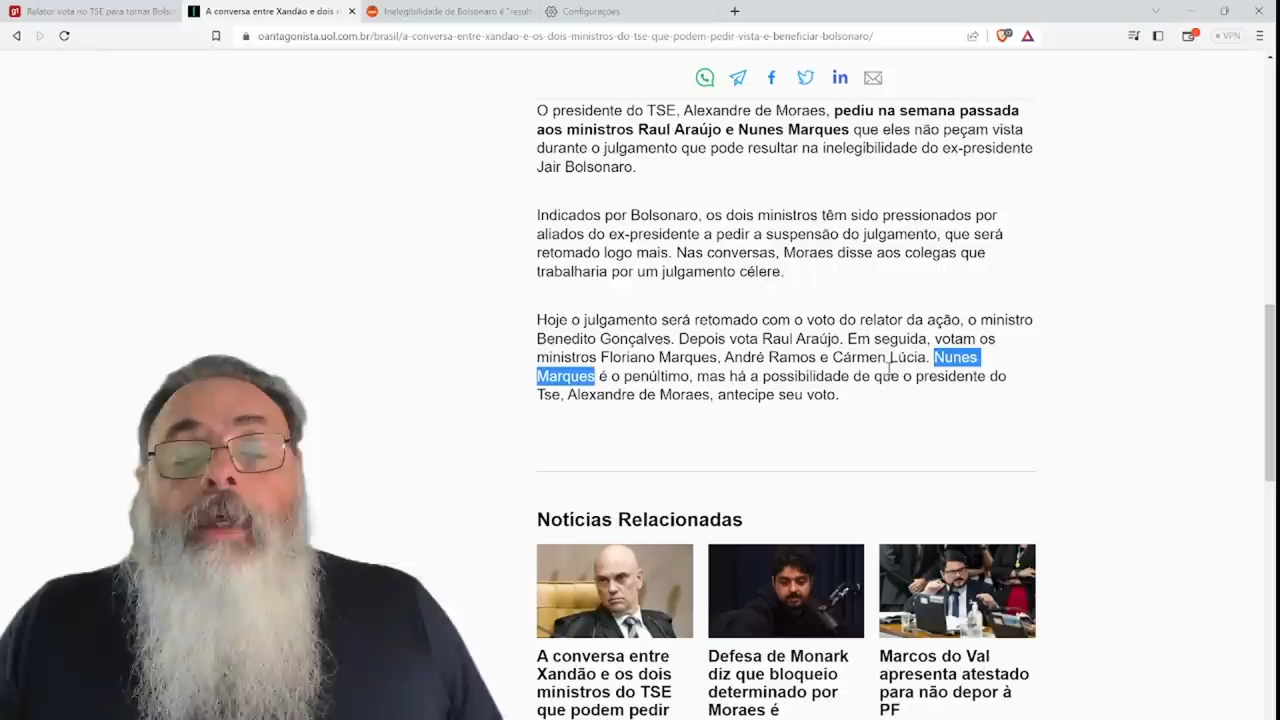 Relator vota no TSE para tornar Bolso
A conversa entre Xandão e dois m
Inelegibilidade de Bolsonaro é "result
Configurações
oantagonista.uol.com.br/brasil/a-conversa-entre-xandao-e-os-dois-ministros-do-tse-que-podem-pedir-vista-e-beneficiar-bolsonaro/
VPN
O presidente do TSE, Alexandre de Moraes, pediu na semana passada
aos ministros Raul Araújo e Nunes Marques que eles não peçam vista
durante o julgamento que pode resultar na inelegibilidade do ex-presidente
Jair Bolsonaro.
Indicados por Bolsonaro, os dois ministros têm sido pressionados por
aliados do ex-presidente a pedir a suspensão do julgamento, que será
retomado logo mais. Nas conversas, Moraes disse aos colegas que
trabalharia por um julgamento célere.
Hoje o julgamento será retomado com o voto do relator da ação, o ministro
Benedito Gonçalves. Depois vota Raul Araújo. Em seguida, votam os
ministros Floriano Marques, André Ramos e Cármen Lúcia. Nunes
Marques é o penúltimo, mas há a possibilidade de que o presidente do
Tse, Alexandre de Moraes, antecipe seu voto.
Notícias Relacionadas
A conversa entre
Xandão e os dois
ministros do TSE
que podem pedir
Defesa de Monark
diz que bloqueio
determinado por
Moraes é
Marcos do Val
apresenta atestado
para não depor à
PF